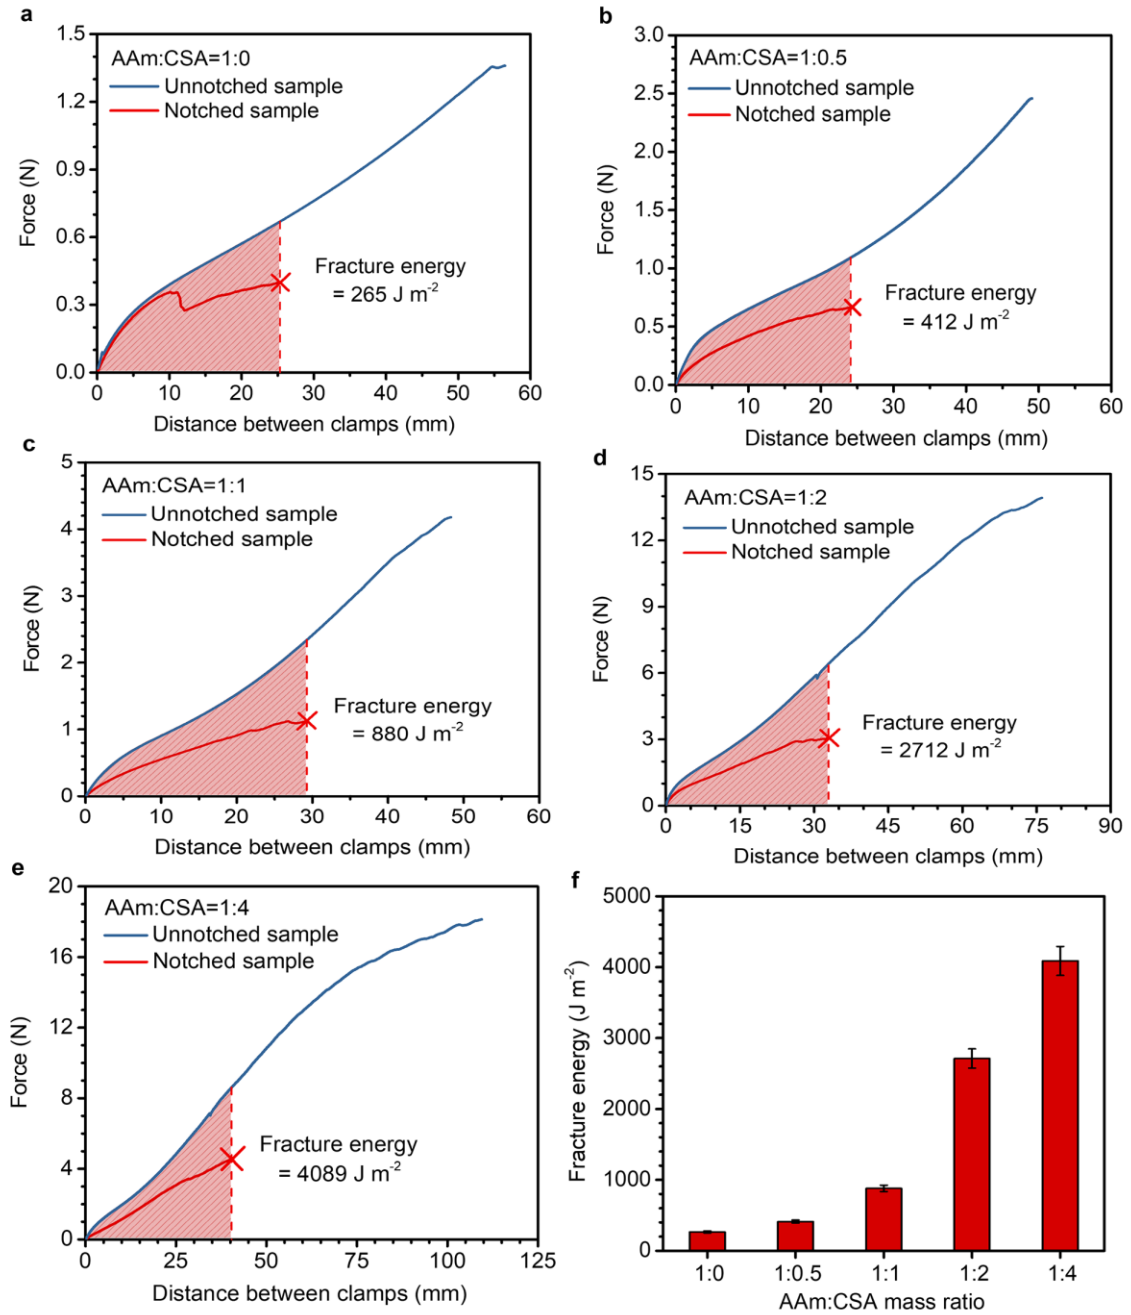 a
1.5
1.2
0.9
0.6
0.3
0.0
Force (N)
AAm:CSA=1:0
Unnotched sample
Notched sample
Fracture energy
= 265 J m⁻²
0 10 20 30 40 50 60
Distance between clamps (mm)
b
3.0
2.5
2.0
1.5
1.0
0.5
0.0
Force (N)
AAm:CSA=1:0.5
Unnotched sample
Notched sample
Fracture energy
= 412 J m⁻²
0 10 20 30 40 50 60
Distance between clamps (mm)
c
5
4
3
2
1
0
Force (N)
AAm:CSA=1:1
Unnotched sample
Notched sample
Fracture energy
= 880 J m⁻²
0 10 20 30 40 50 60
Distance between clamps (mm)
d
15
12
9
6
3
0
Force (N)
AAm:CSA=1:2
Unnotched sample
Notched sample
Fracture energy
= 2712 J m⁻²
0 15 30 45 60 75 90
Distance between clamps (mm)
e
20
16
12
8
4
0
Force (N)
AAm:CSA=1:4
Unnotched sample
Notched sample
Fracture energy
= 4089 J m⁻²
0 25 50 75 100 125
Distance between clamps (mm)
f
5000
4000
3000
2000
1000
0
Fracture energy (J m⁻²)
1:0 1:0.5 1:1 1:2 1:4
AAm:CSA mass ratio